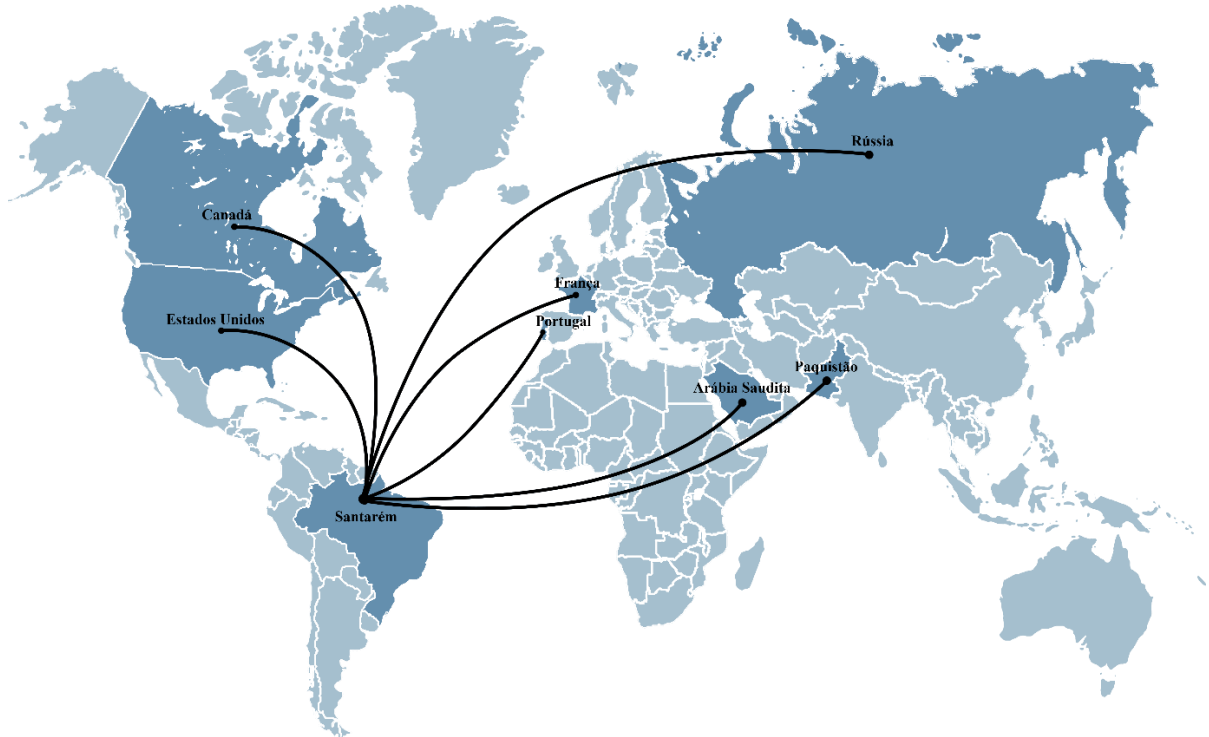 Rússia
Canadá
França
Estados Unidos
Portugal
Paquistão
Arábia Saudita
Santarém